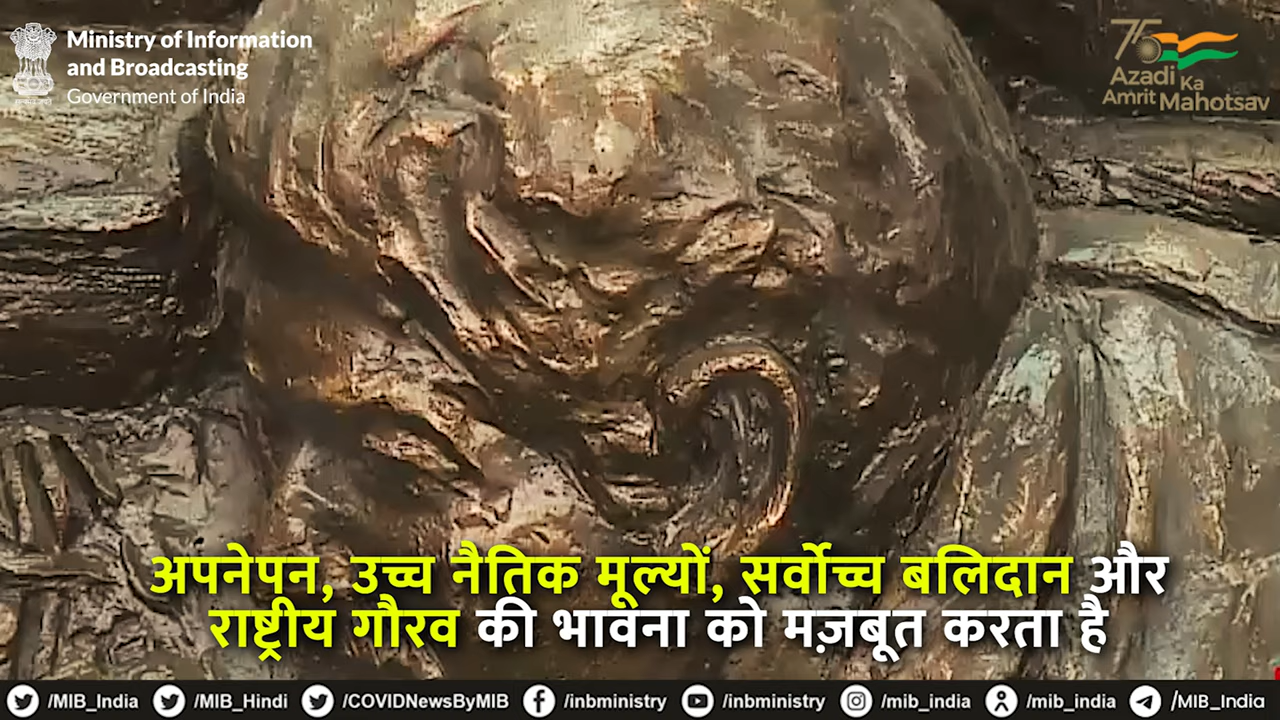 Ministry of Information
and Broadcasting
Government of India
75
Azadi
Ka
Amrit Mahotsav
अपनेपन, उच्च नैतिक मूल्यों, सर्वोच्च बलिदान और
राष्ट्रीय गौरव की भावना को मज़बूत करता है
/MIB_India /MIB_Hindi /COVIDNewsByMIB /inbministry /inbministry /mib_india /mib_india /MIB_India